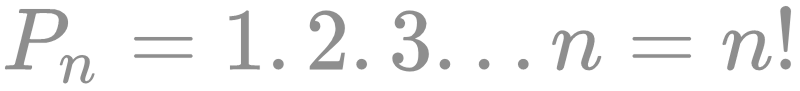 Pₙ = 1.2.3...n = n!